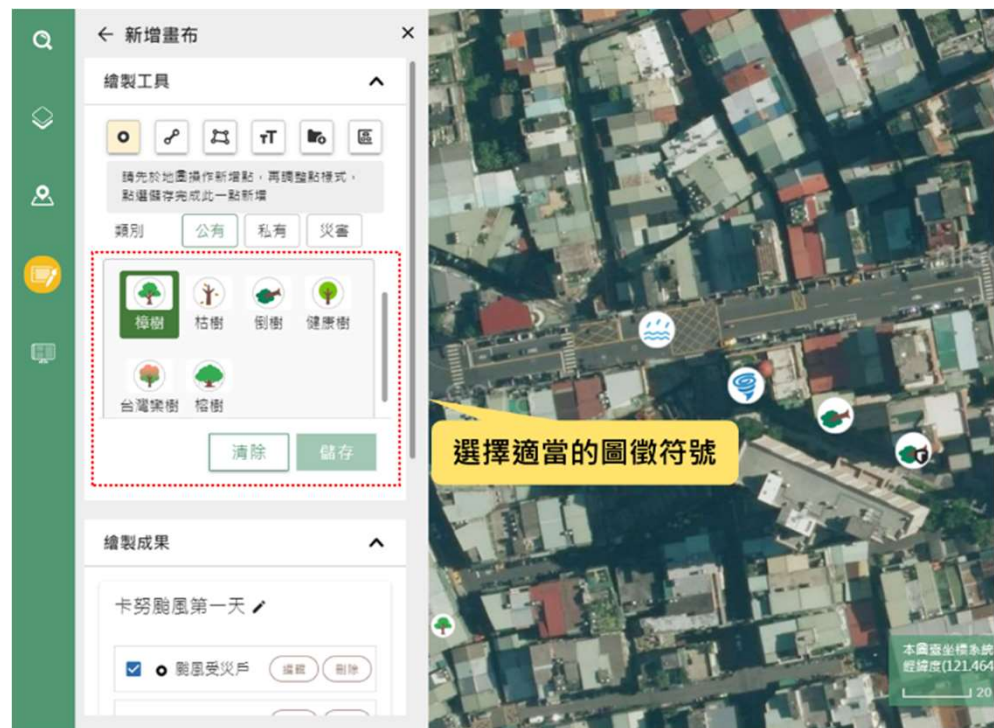 ← 新增畫布 ×
繪製工具
請先於地圖操作新增點，再調整點樣式，
點選儲存完成此一點新增
類別 公有 私有 災害
樟樹 枯樹 倒樹 健康樹
台灣欒樹 榕樹
清除 儲存
選擇適當的圖徵符號
繪製成果
卡努颱風第一天
颱風受災戶 編輯 刪除
本圖臺坐標系統
經緯度(121.464
20